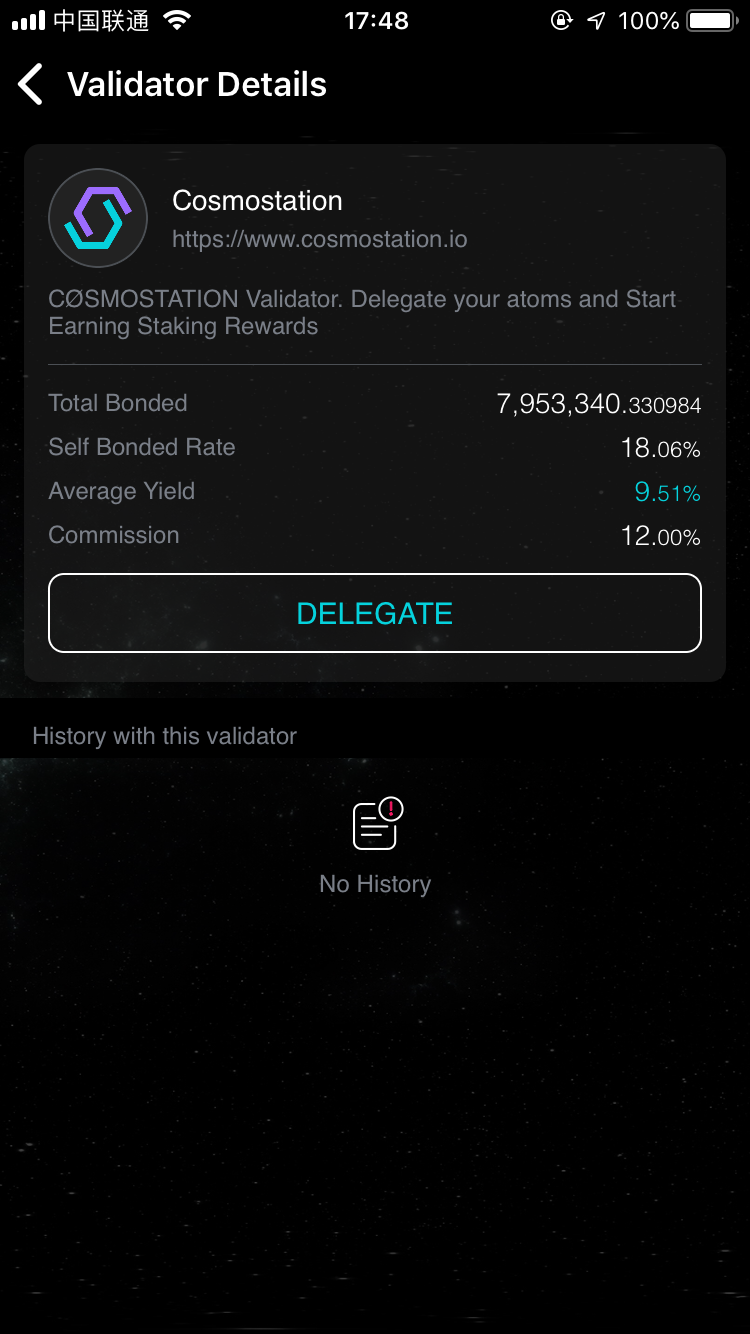 中国联通 17:48 100%
Validator Details
Cosmostation
https://www.cosmostation.io
CØSMOSTATION Validator. Delegate your atoms and Start
Earning Staking Rewards
Total Bonded 7,953,340.330984
Self Bonded Rate 18.06%
Average Yield 9.51%
Commission 12.00%
DELEGATE
History with this validator
No History